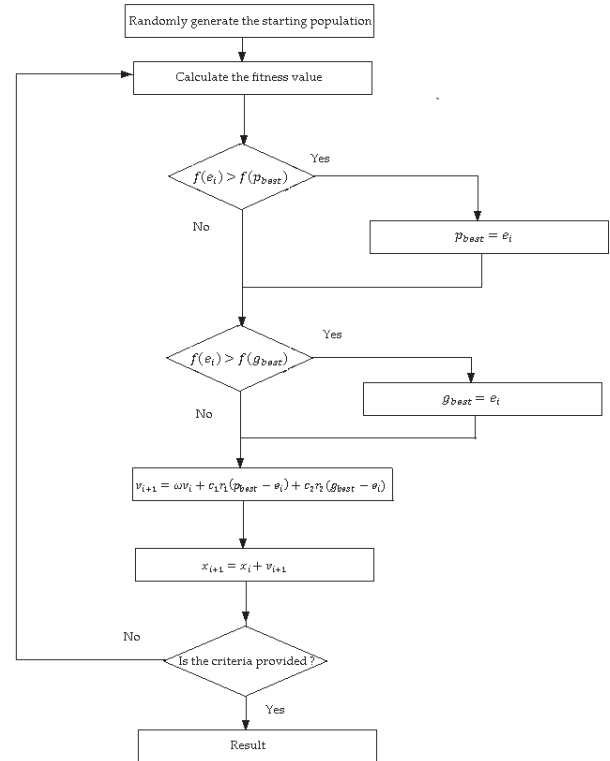 Randomly generate the starting population
Calculate the fitness value
Yes
f(e_i) > f(p_best)
No
p_best = e_i
Yes
f(e_i) > f(g_best)
No
g_best = e_i
v_{i+1} = ωv_i + c_1r_1(p_best − e_i) + c_2r_2(g_best − e_i)
x_{i+1} = x_i + v_{i+1}
No
Is the criteria provided?
Yes
Result